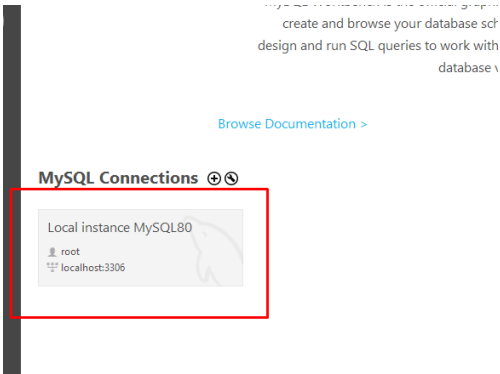 create and browse your database sch
design and run SQL queries to work with
database v
Browse Documentation >
MySQL Connections
Local instance MySQL80
root
localhost:3306